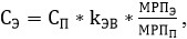 Сэ = Сп * kэв * МРПэ/МРПп ,